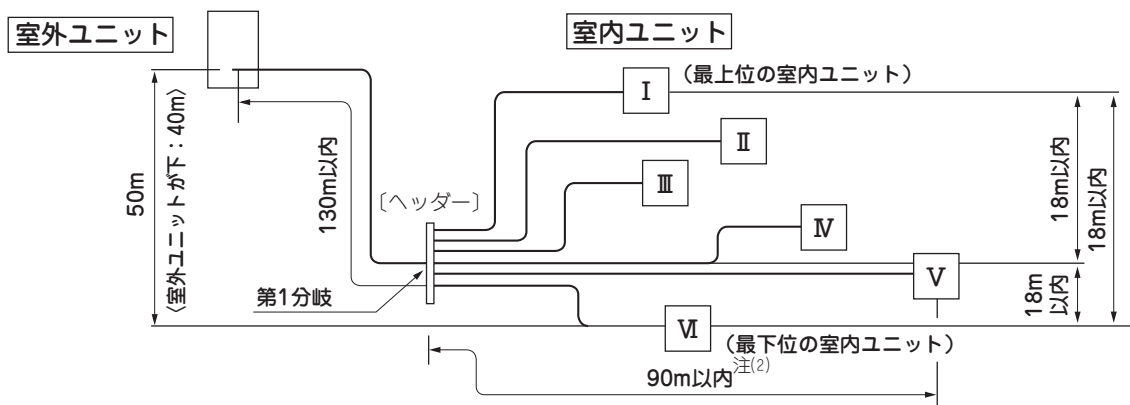 室外ユニット
室内ユニット
Ⅰ
(最上位の室内ユニット)
Ⅱ
Ⅲ
Ⅳ
Ⅴ
Ⅵ
(最下位の室内ユニット)
50m
〈室外ユニットが下:40m〉
130m以内
〔ヘッダー〕
第1分岐
18m以内
18m以内
18m
以内
90m以内注(2)